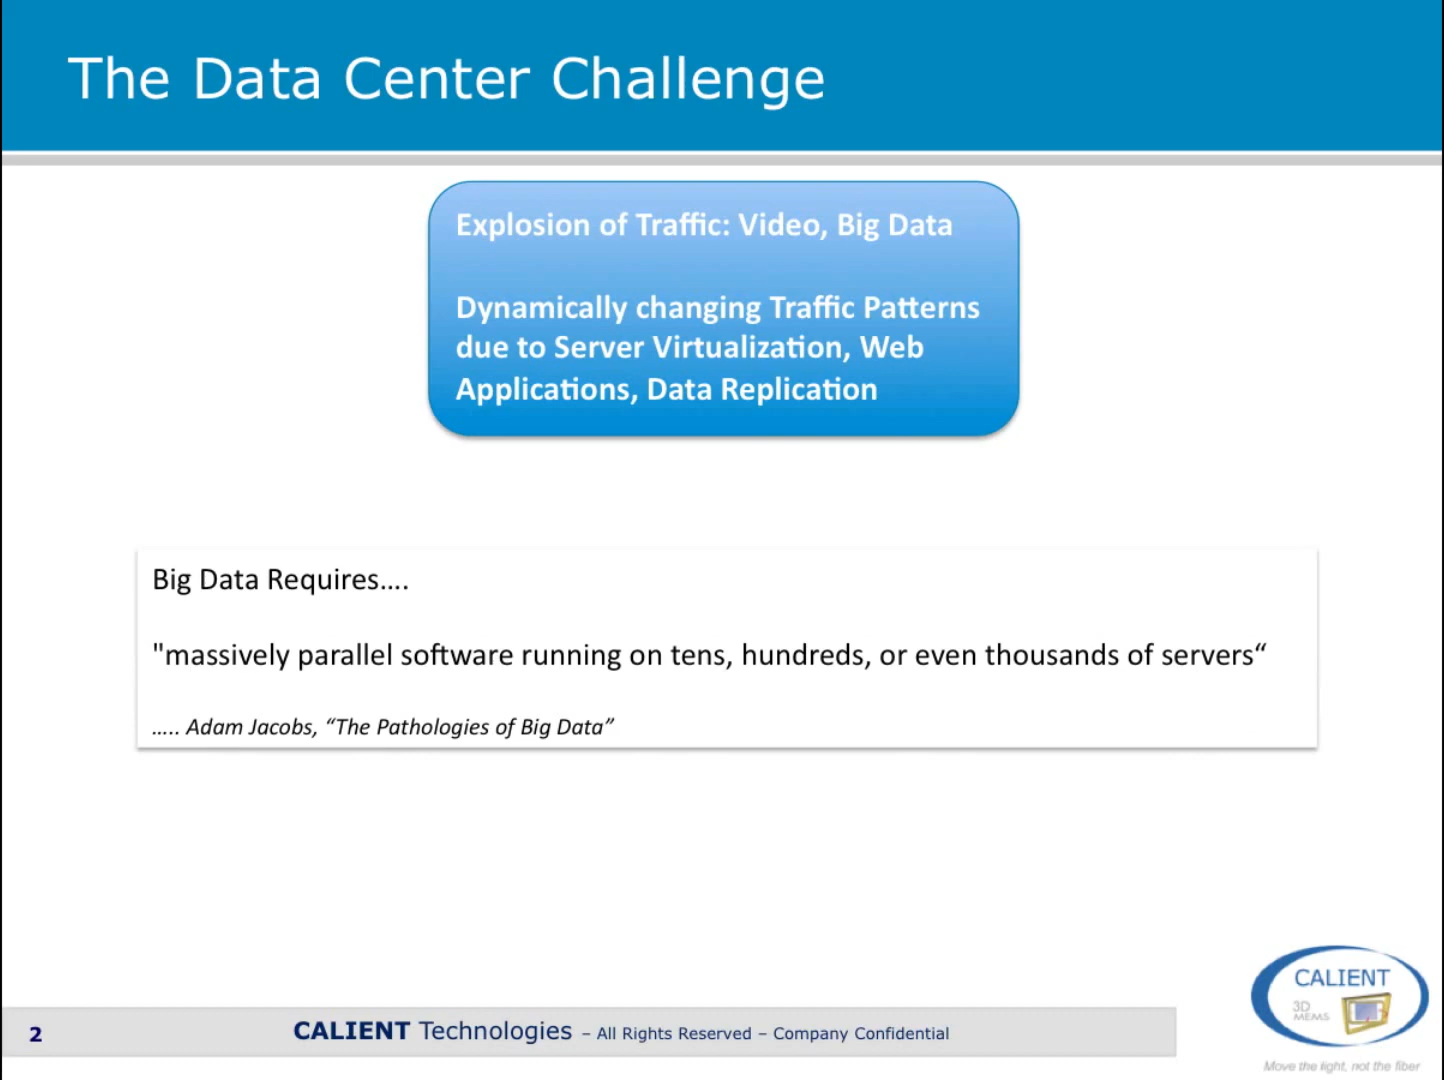 The Data Center Challenge
Explosion of Traffic: Video, Big Data
Dynamically changing Traffic Patterns
due to Server Virtualization, Web
Applications, Data Replication
Big Data Requires....
"massively parallel software running on tens, hundreds, or even thousands of servers“
..... Adam Jacobs, “The Pathologies of Big Data”
CALIENT
3D
MEMS
2
CALIENT Technologies – All Rights Reserved – Company Confidential
Move the light, not the fiber